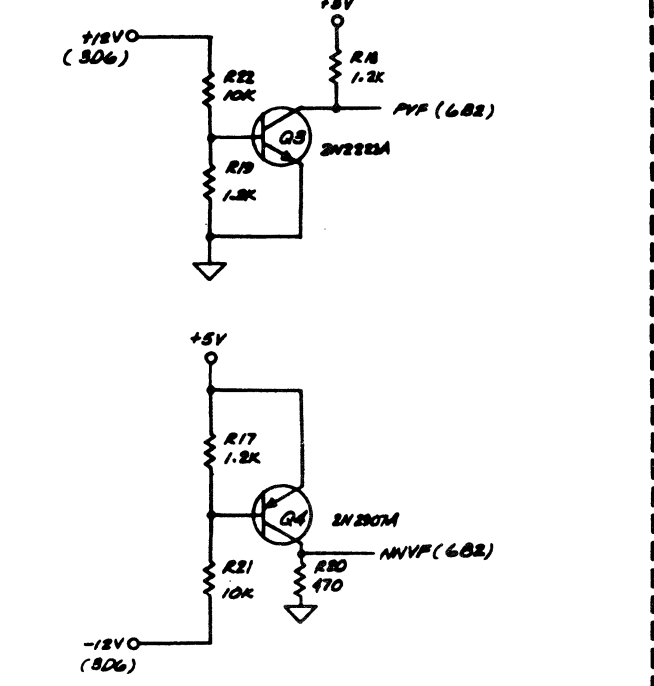 +5V
+12V
(3D6)
R18
1.2K
R22
10K
PVF (6B2)
Q3
2N2222A
R19
1.2K
+5V
R17
1.2K
Q4
2N2907A
NNVF (6B2)
R21
10K
R20
470
-12V
(3D6)